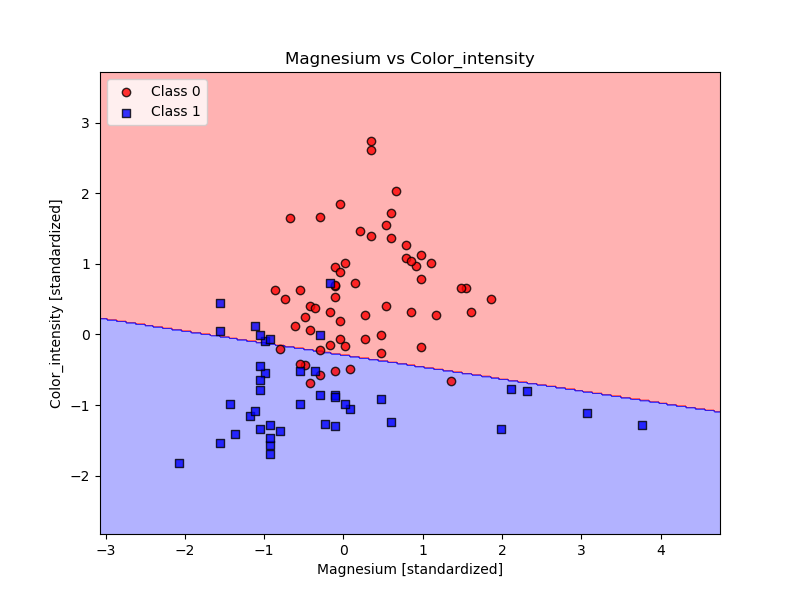 Magnesium vs Color_intensity
Class 0
Class 1
Color_intensity [standardized]
3
2
1
0
−1
−2
−3
−2
−1
0
1
2
3
4
Magnesium [standardized]